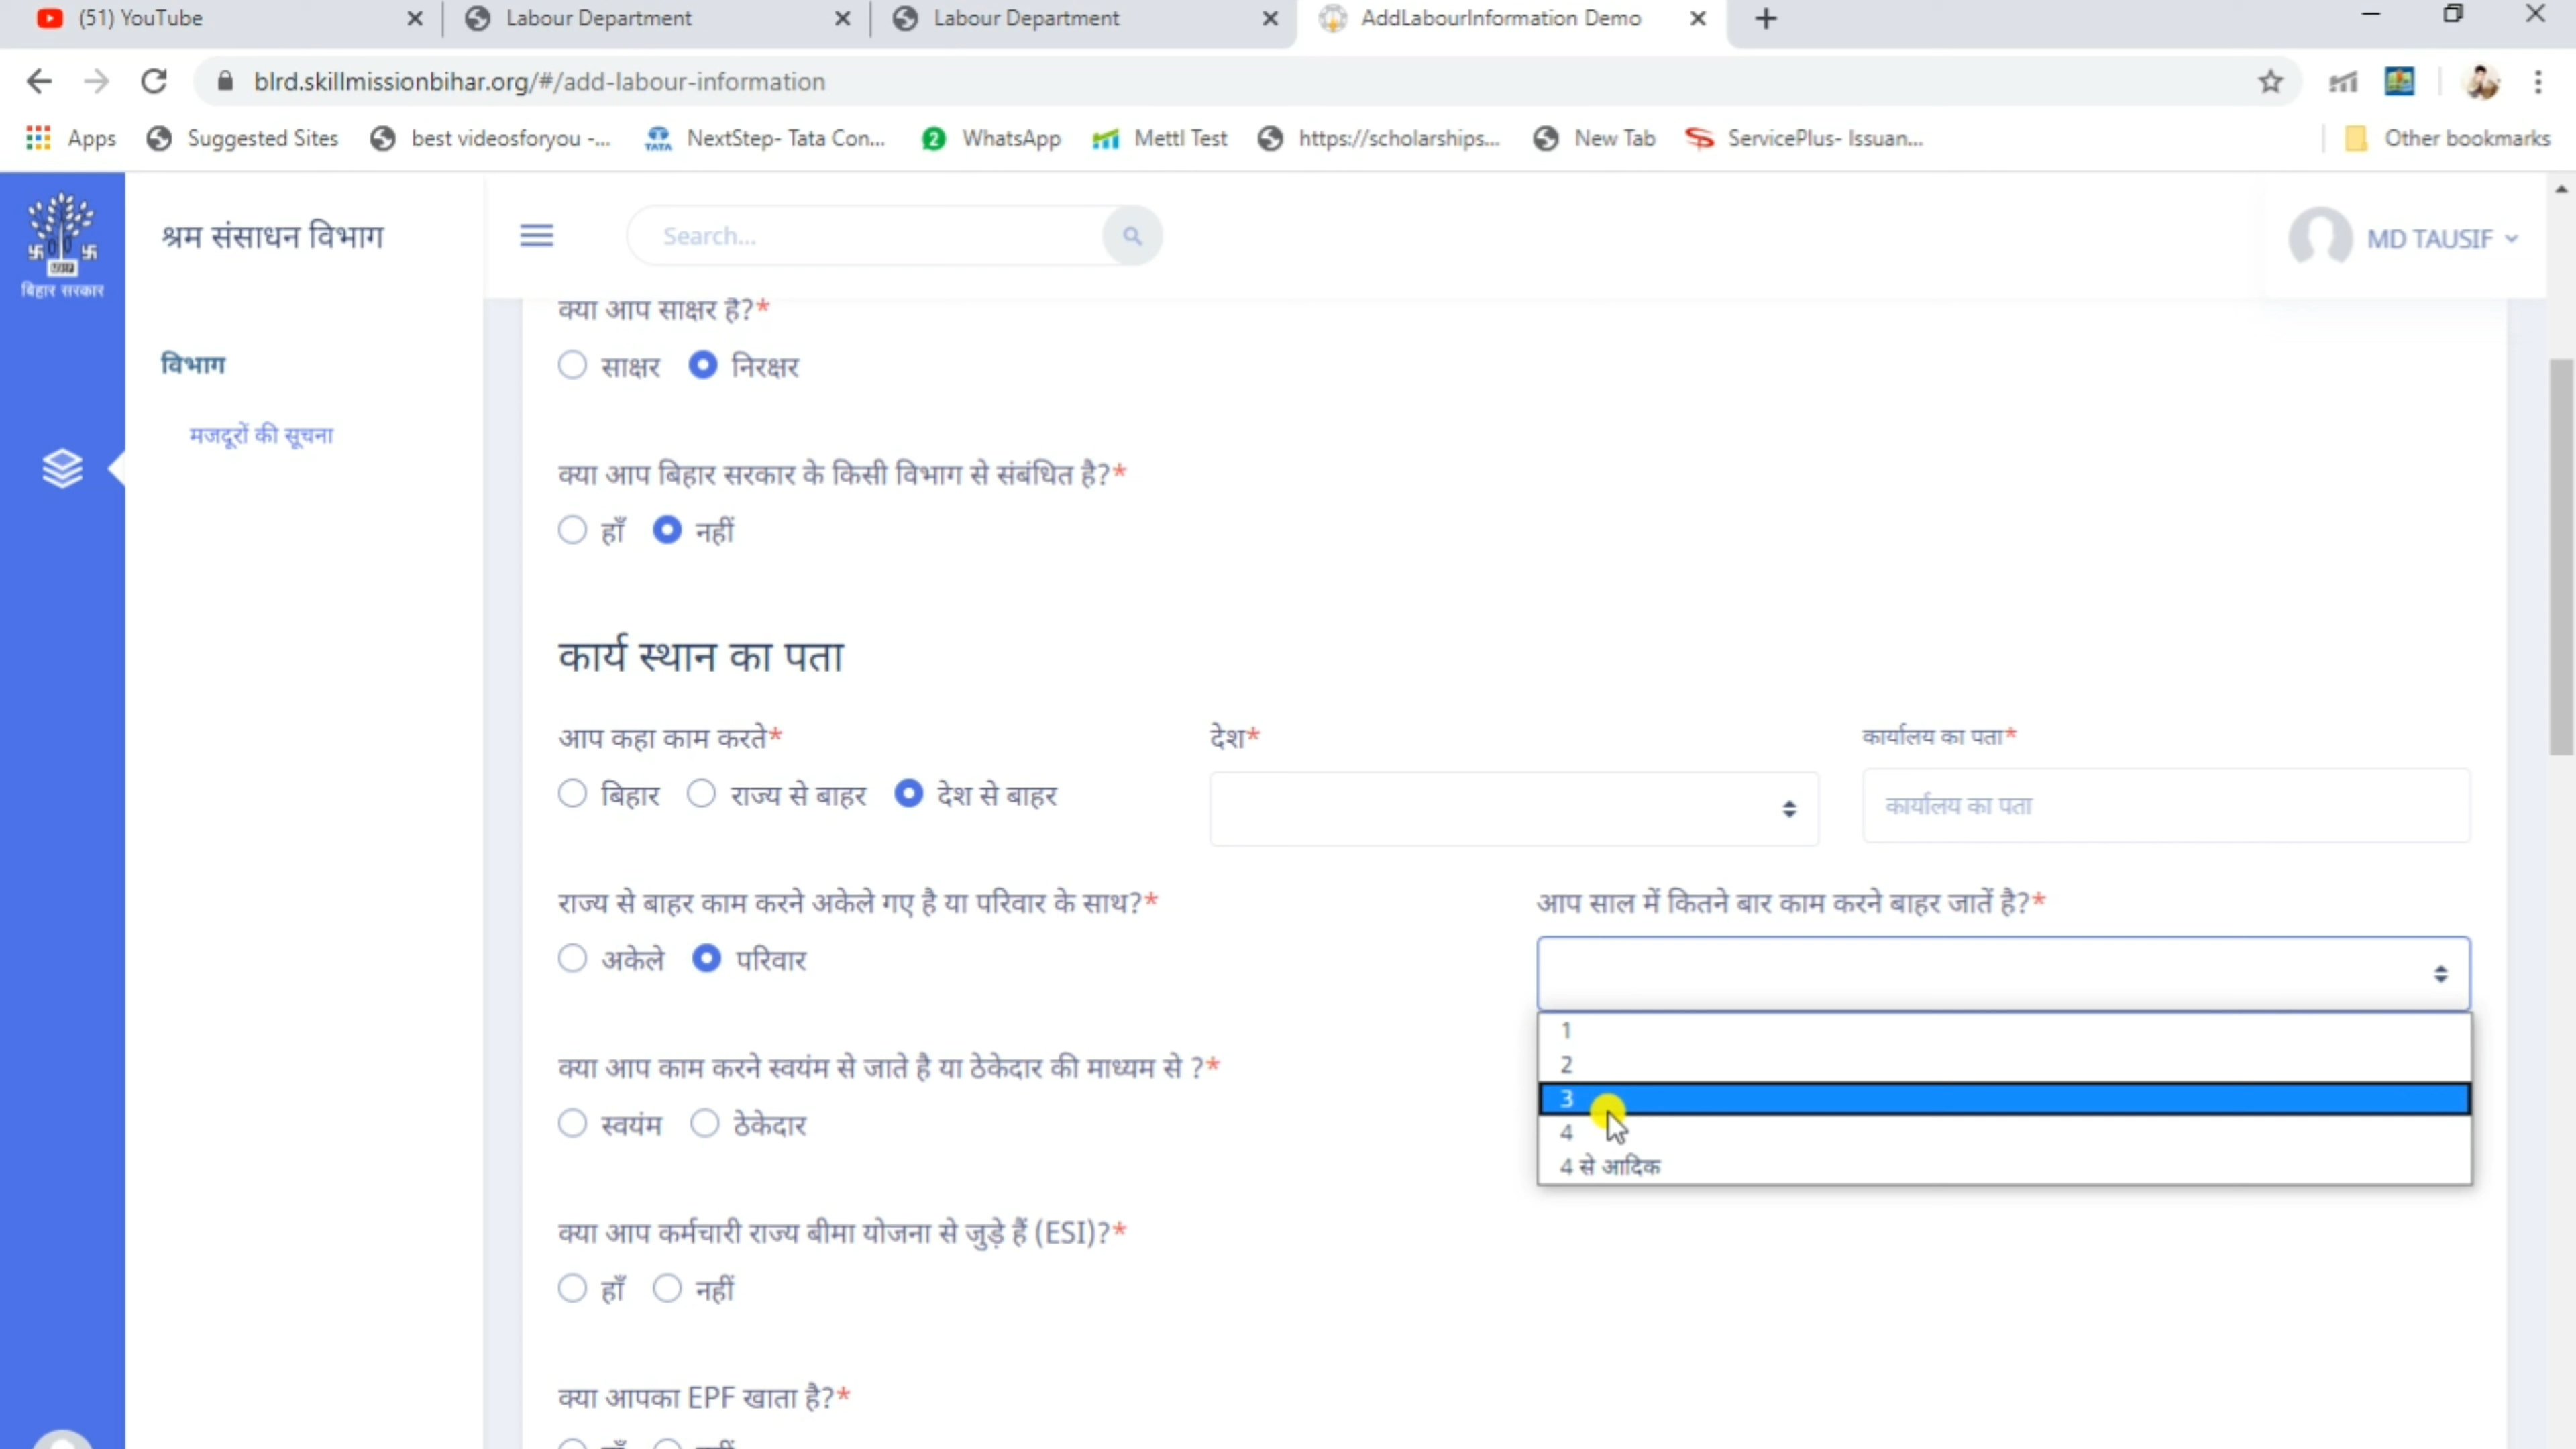 (51) YouTube
Labour Department
Labour Department
AddLabourInformation Demo
blrd.skillmissionbihar.org/#/add-labour-information
Apps
Suggested Sites
best videosforyou -...
NextStep- Tata Con...
WhatsApp
Mettl Test
https://scholarships...
New Tab
ServicePlus- Issuan...
Other bookmarks
बिहार सरकार
श्रम संसाधन विभाग
Search...
MD TAUSIF
विभाग
मजदूरों की सूचना
क्या आप साक्षर है?*
साक्षर निरक्षर
क्या आप बिहार सरकार के किसी विभाग से संबंधित है?*
हाँ नहीं
कार्य स्थान का पता
आप कहा काम करते*
बिहार राज्य से बाहर देश से बाहर
देश*
कार्यालय का पता*
कार्यालय का पता
राज्य से बाहर काम करने अकेले गए है या परिवार के साथ?*
अकेले परिवार
आप साल में कितने बार काम करने बाहर जातें है?*
1
2
3
4
4 से आदिक
क्या आप काम करने स्वयंम से जाते है या ठेकेदार की माध्यम से ?*
स्वयंम ठेकेदार
क्या आप कर्मचारी राज्य बीमा योजना से जुड़े हैं (ESI)?*
हाँ नहीं
क्या आपका EPF खाता है?*